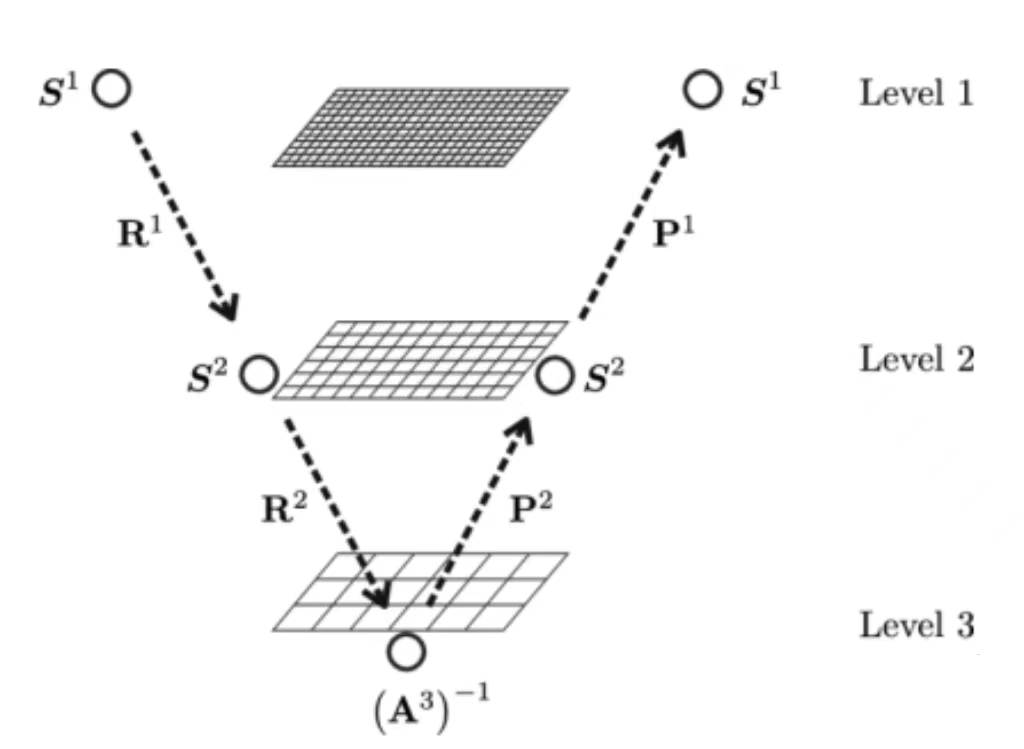 S¹ S¹ Level 1
R¹ P¹
S² S² Level 2
R² P²
Level 3
(A³)⁻¹